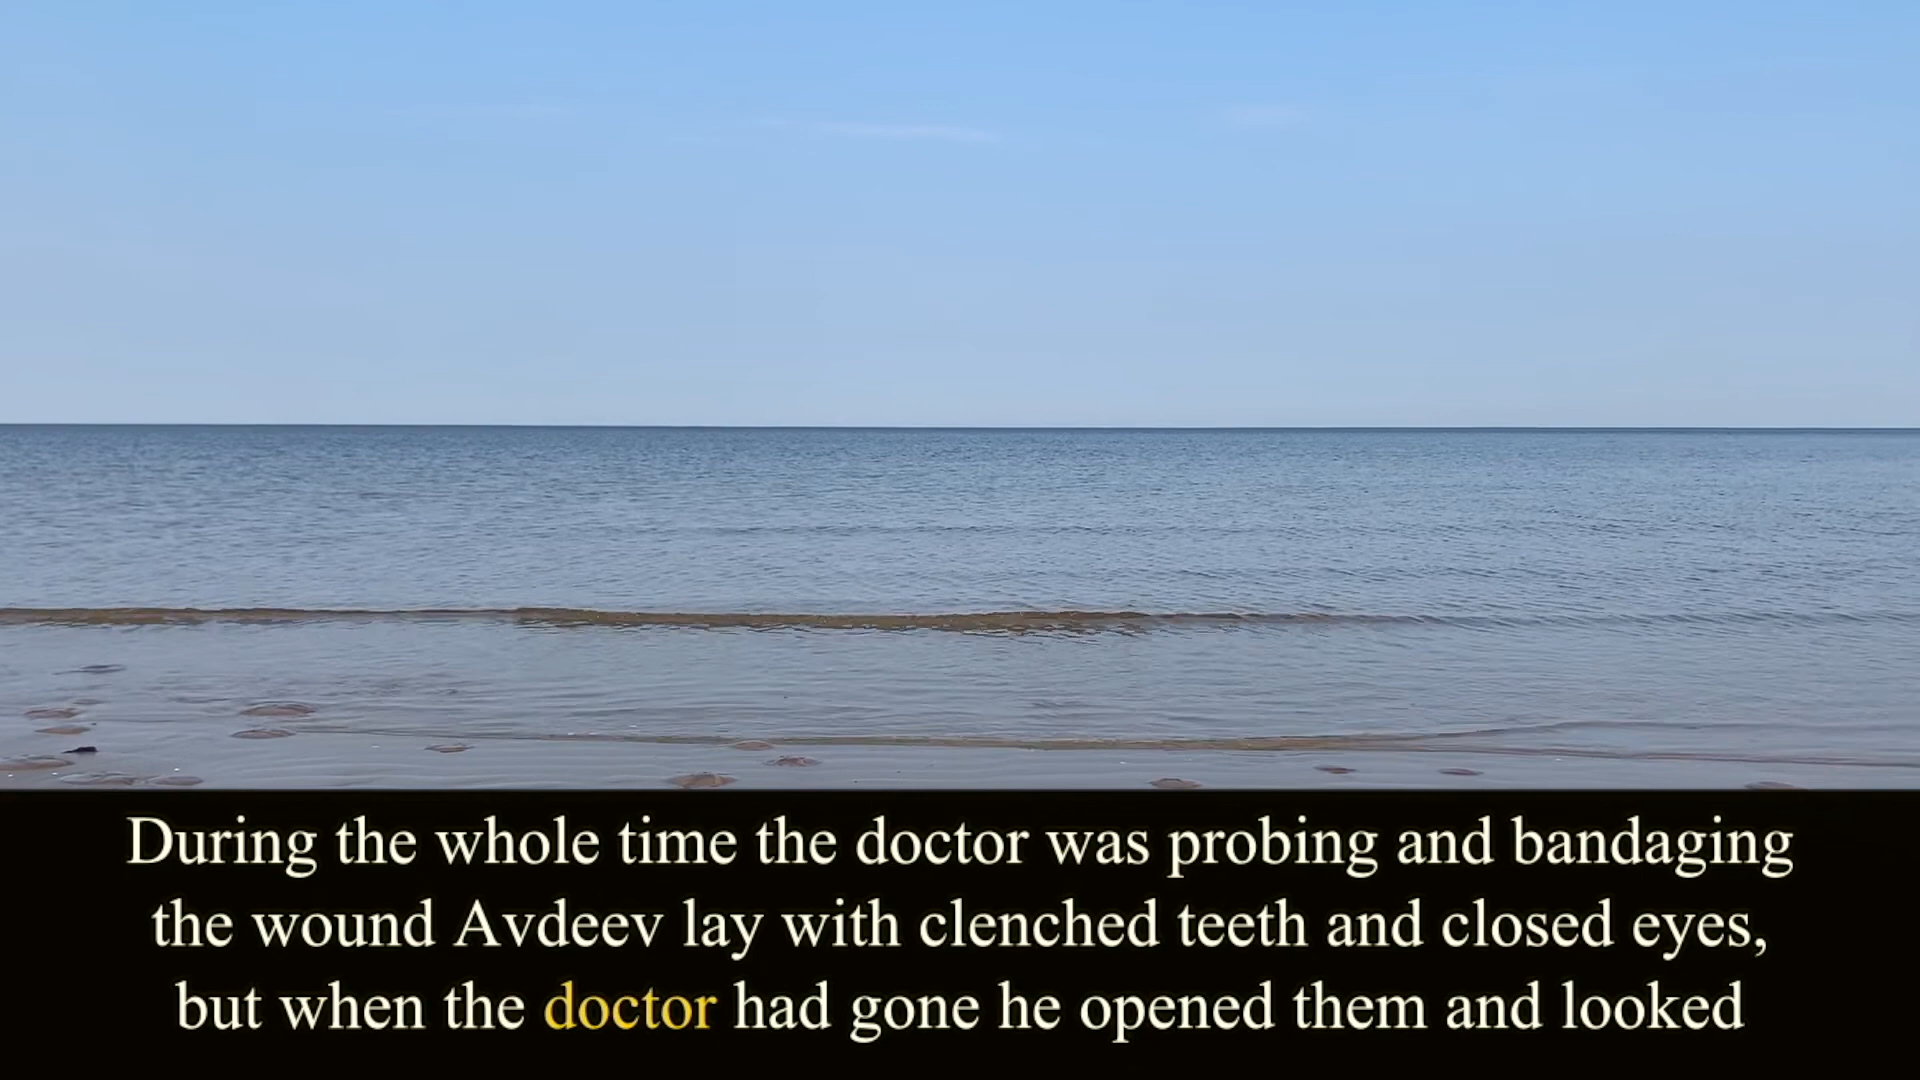 During the whole time the doctor was probing and bandaging
the wound Avdeev lay with clenched teeth and closed eyes,
but when the doctor had gone he opened them and looked